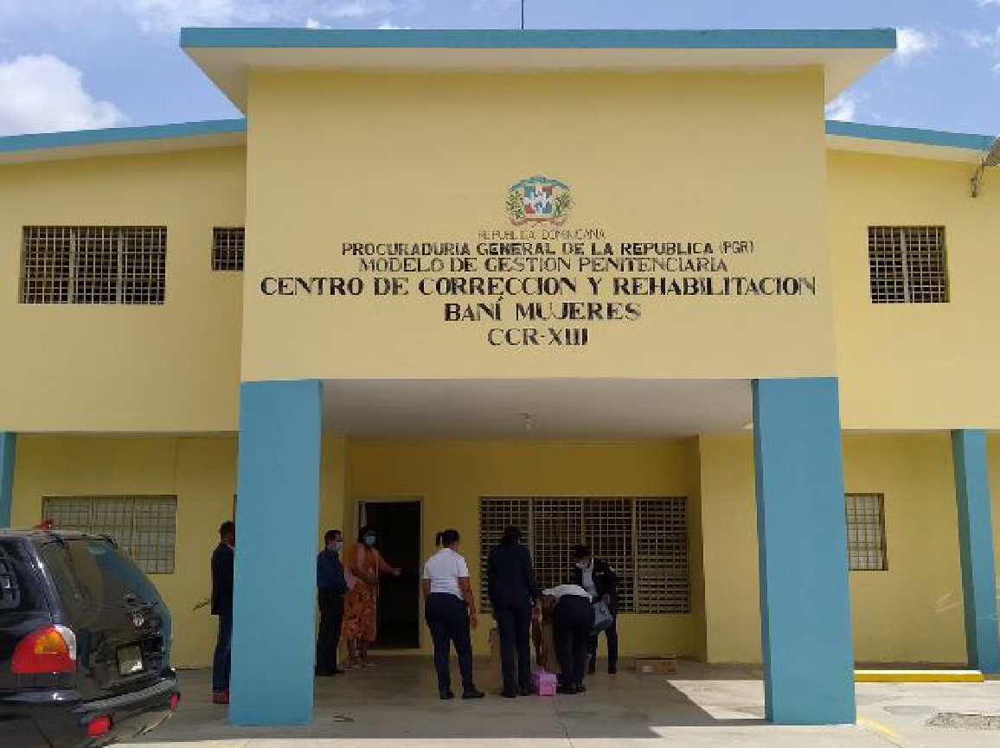 REPUBLICA DOMINICANA
PROCURADURIA GENERAL DE LA REPUBLICA (PGR)
MODELO DE GESTION PENITENCIARIA
CENTRO DE CORRECCION Y REHABILITACION
BANÍ MUJERES
CCR-XIII